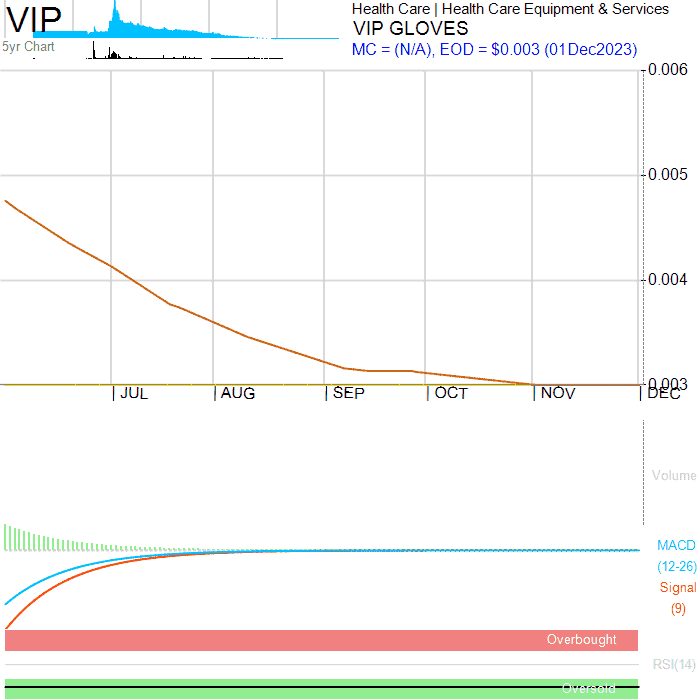 VIP
5yr Chart
Health Care | Health Care Equipment & Services
VIP GLOVES
MC = (N/A), EOD = $0.003 (01Dec2023)
0.006
0.005
0.004
0.003
JUL AUG SEP OCT NOV DEC
Volume
MACD
(12-26)
Signal
(9)
Overbought
RSI(14)
Oversold